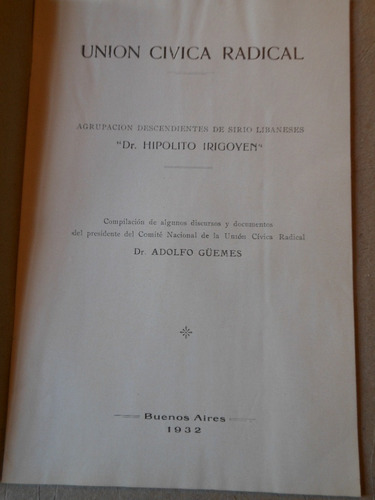 UNION CIVICA RADICAL
AGRUPACION DESCENDIENTES DE SIRIO LIBANESES
"Dr. HIPOLITO IRIGOYEN"
Compilación de algunos discursos y documentos
del presidente del Comité Nacional de la Unión Cívica Radical
Dr. ADOLFO GÜEMES
Buenos Aires
1932